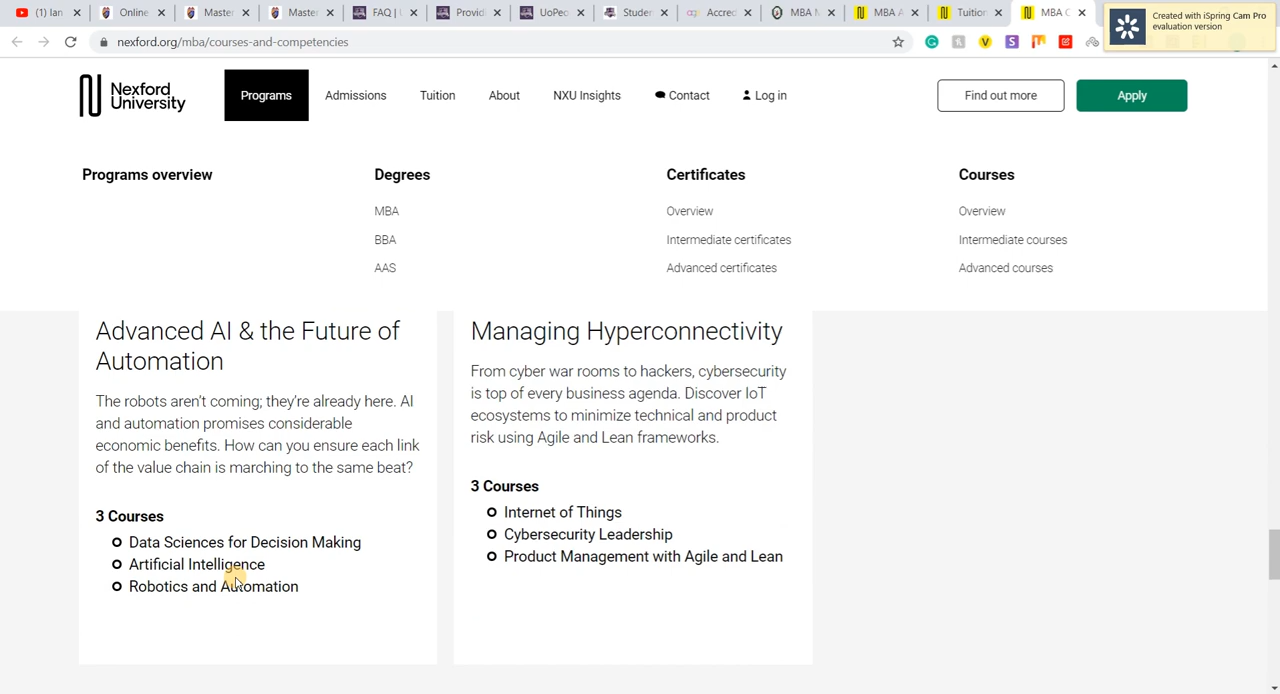 (1) Ian
Online
Master
Master
FAQ |
Provid
UoPeo
Studer
Accred
MBA M
MBA A
Tuition
MBA C
Created with iSpring Cam Pro
evaluation version
nexford.org/mba/courses-and-competencies
Nexford
University
Programs
Admissions
Tuition
About
NXU Insights
Contact
Log in
Find out more
Apply
Programs overview
Degrees
Certificates
Courses
MBA
Overview
Overview
BBA
Intermediate certificates
Intermediate courses
AAS
Advanced certificates
Advanced courses
Advanced AI & the Future of
Automation
The robots aren't coming; they're already here. AI
and automation promises considerable
economic benefits. How can you ensure each link
of the value chain is marching to the same beat?
3 Courses
Data Sciences for Decision Making
Artificial Intelligence
Robotics and Automation
Managing Hyperconnectivity
From cyber war rooms to hackers, cybersecurity
is top of every business agenda. Discover IoT
ecosystems to minimize technical and product
risk using Agile and Lean frameworks.
3 Courses
Internet of Things
Cybersecurity Leadership
Product Management with Agile and Lean